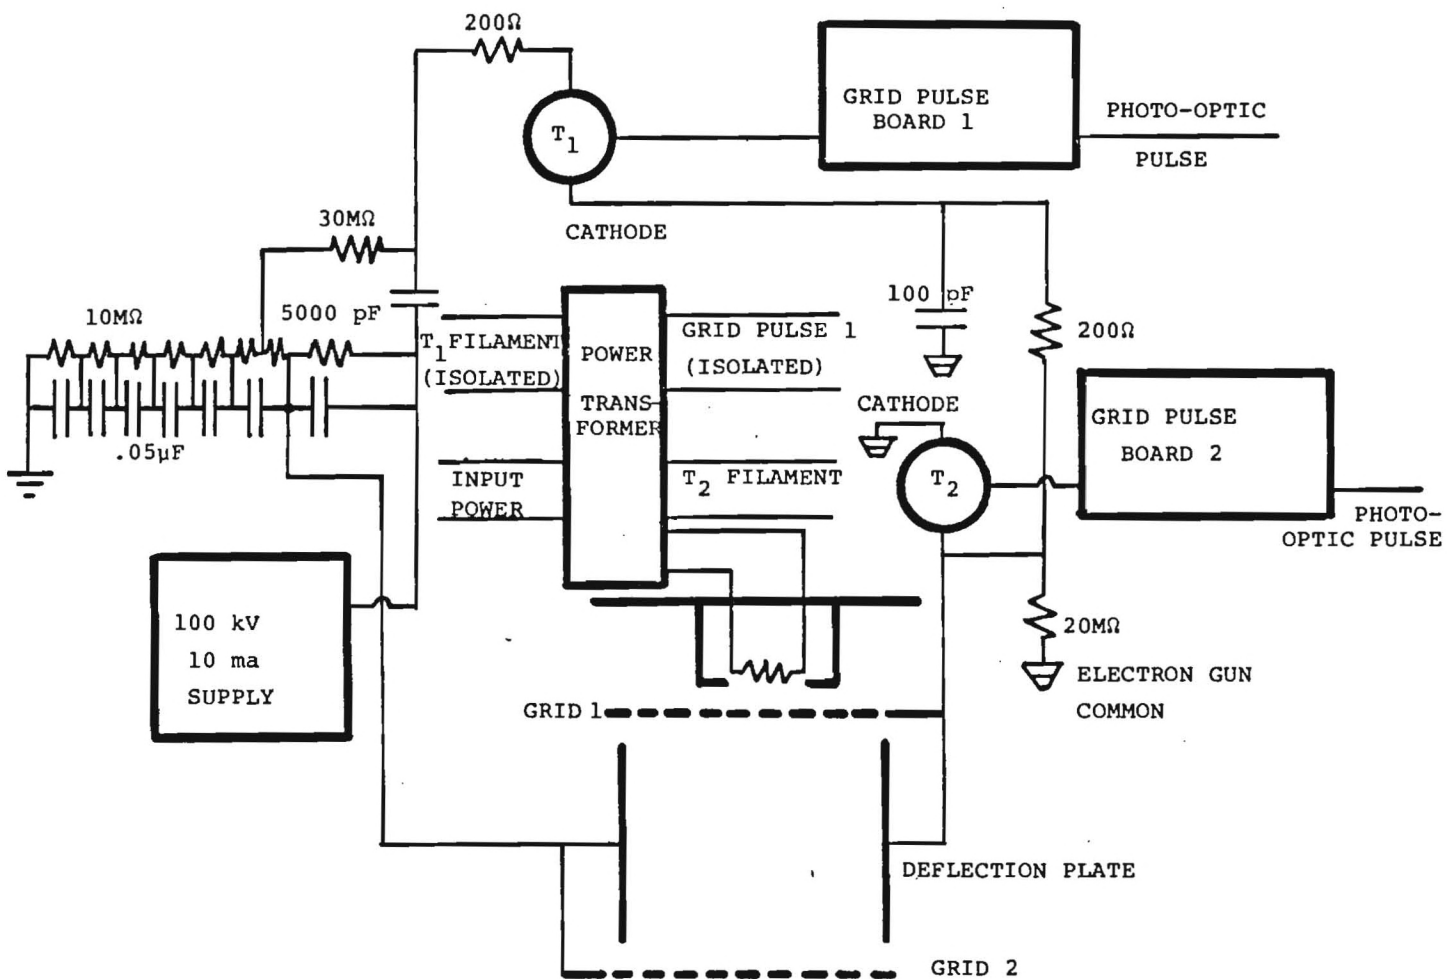 200Ω
T1
GRID PULSE
BOARD 1
PHOTO-OPTIC
PULSE
CATHODE
30MΩ
10MΩ
5000 pF
T1 FILAMENT
(ISOLATED)
POWER
TRANS-
FORMER
GRID PULSE 1
(ISOLATED)
100 pF
200Ω
CATHODE
GRID PULSE
BOARD 2
.05μF
INPUT
POWER
T2 FILAMENT
T2
PHOTO-
OPTIC PULSE
100 kV
10 ma
SUPPLY
20MΩ
ELECTRON GUN
COMMON
GRID 1
DEFLECTION PLATE
GRID 2